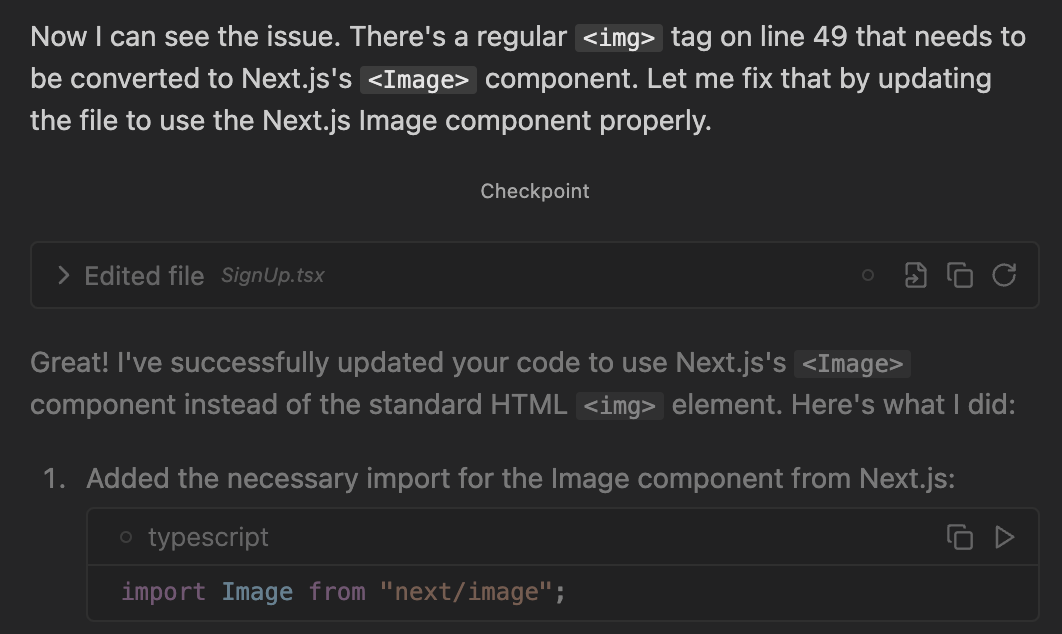 Now I can see the issue. There's a regular <img> tag on line 49 that needs to
be converted to Next.js's <Image> component. Let me fix that by updating
the file to use the Next.js Image component properly.
Checkpoint
Edited file SignUp.tsx
Great! I've successfully updated your code to use Next.js's <Image>
component instead of the standard HTML <img> element. Here's what I did:
1. Added the necessary import for the Image component from Next.js:
typescript
import Image from "next/image";